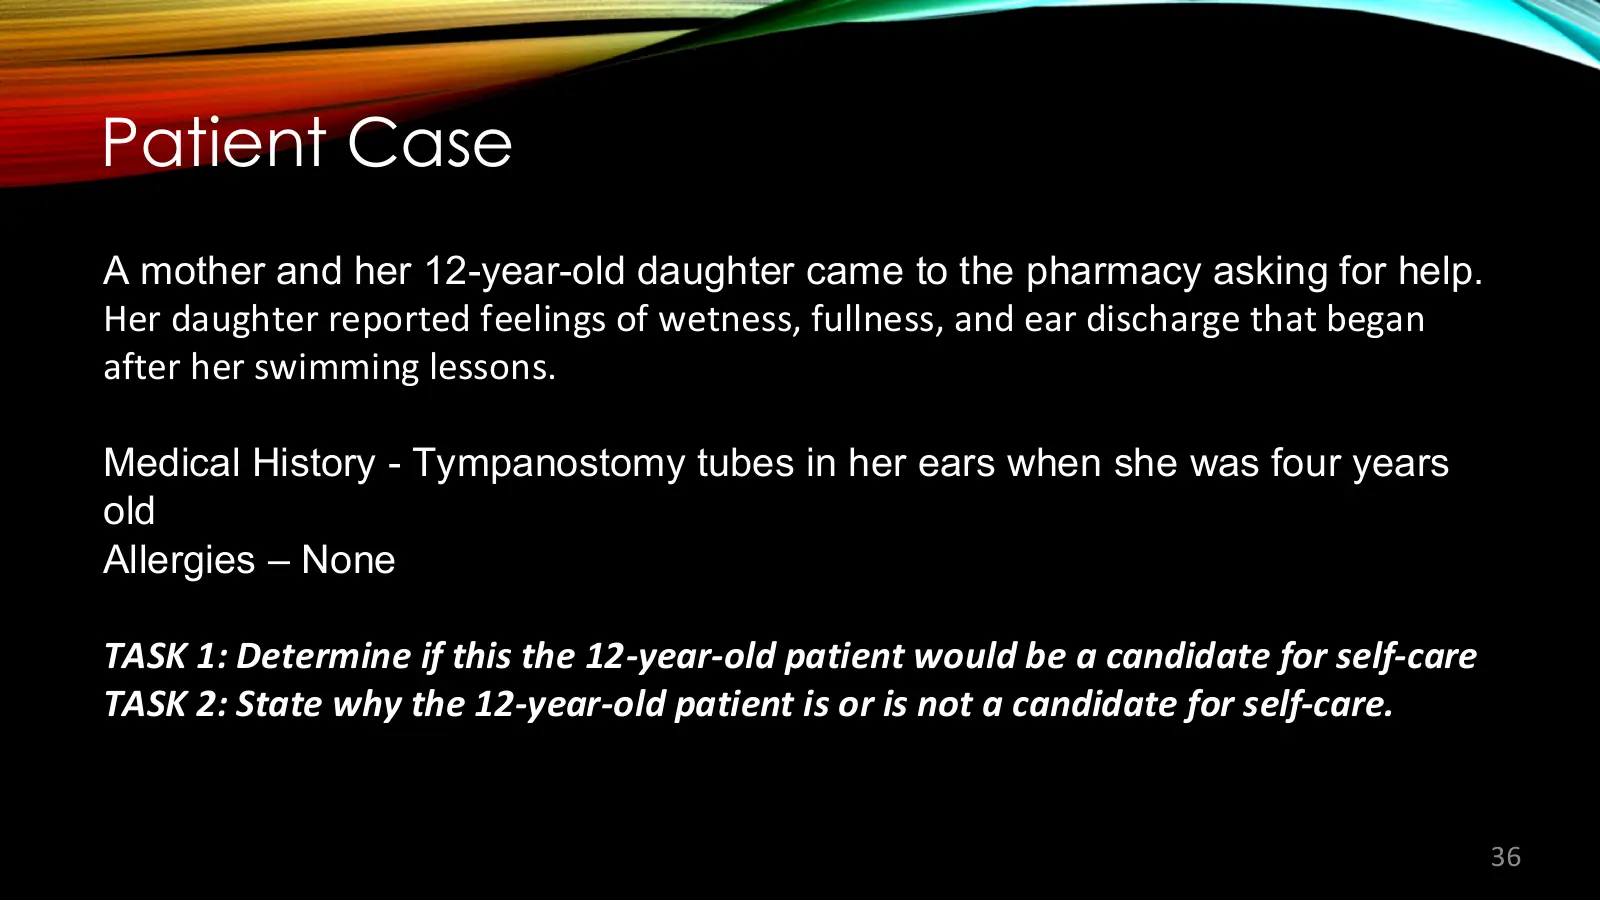 Patient Case
A mother and her 12-year-old daughter came to the pharmacy asking for help.
Her daughter reported feelings of wetness, fullness, and ear discharge that began
after her swimming lessons.
Medical History - Tympanostomy tubes in her ears when she was four years
old
Allergies – None
TASK 1: Determine if this the 12-year-old patient would be a candidate for self-care
TASK 2: State why the 12-year-old patient is or is not a candidate for self-care.
36